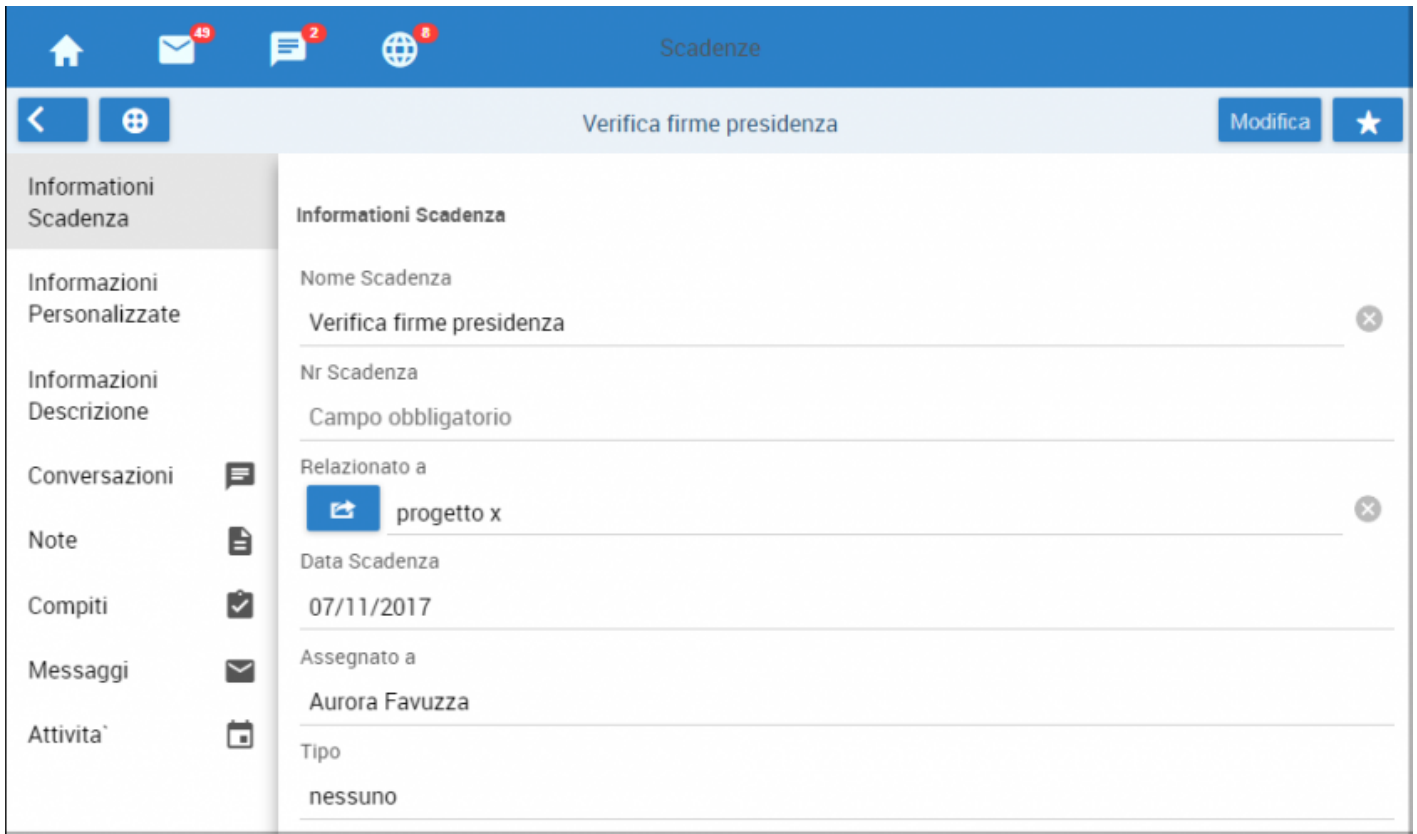 49
2
8
Scadenze
Verifica firme presidenza
Modifica
Informationi
Scadenza
Informazioni
Personalizzate
Informazioni
Descrizione
Conversazioni
Note
Compiti
Messaggi
Attivita`
Informationi Scadenza
Nome Scadenza
Verifica firme presidenza
Nr Scadenza
Campo obbligatorio
Relazionato a
progetto x
Data Scadenza
07/11/2017
Assegnato a
Aurora Favuzza
Tipo
nessuno